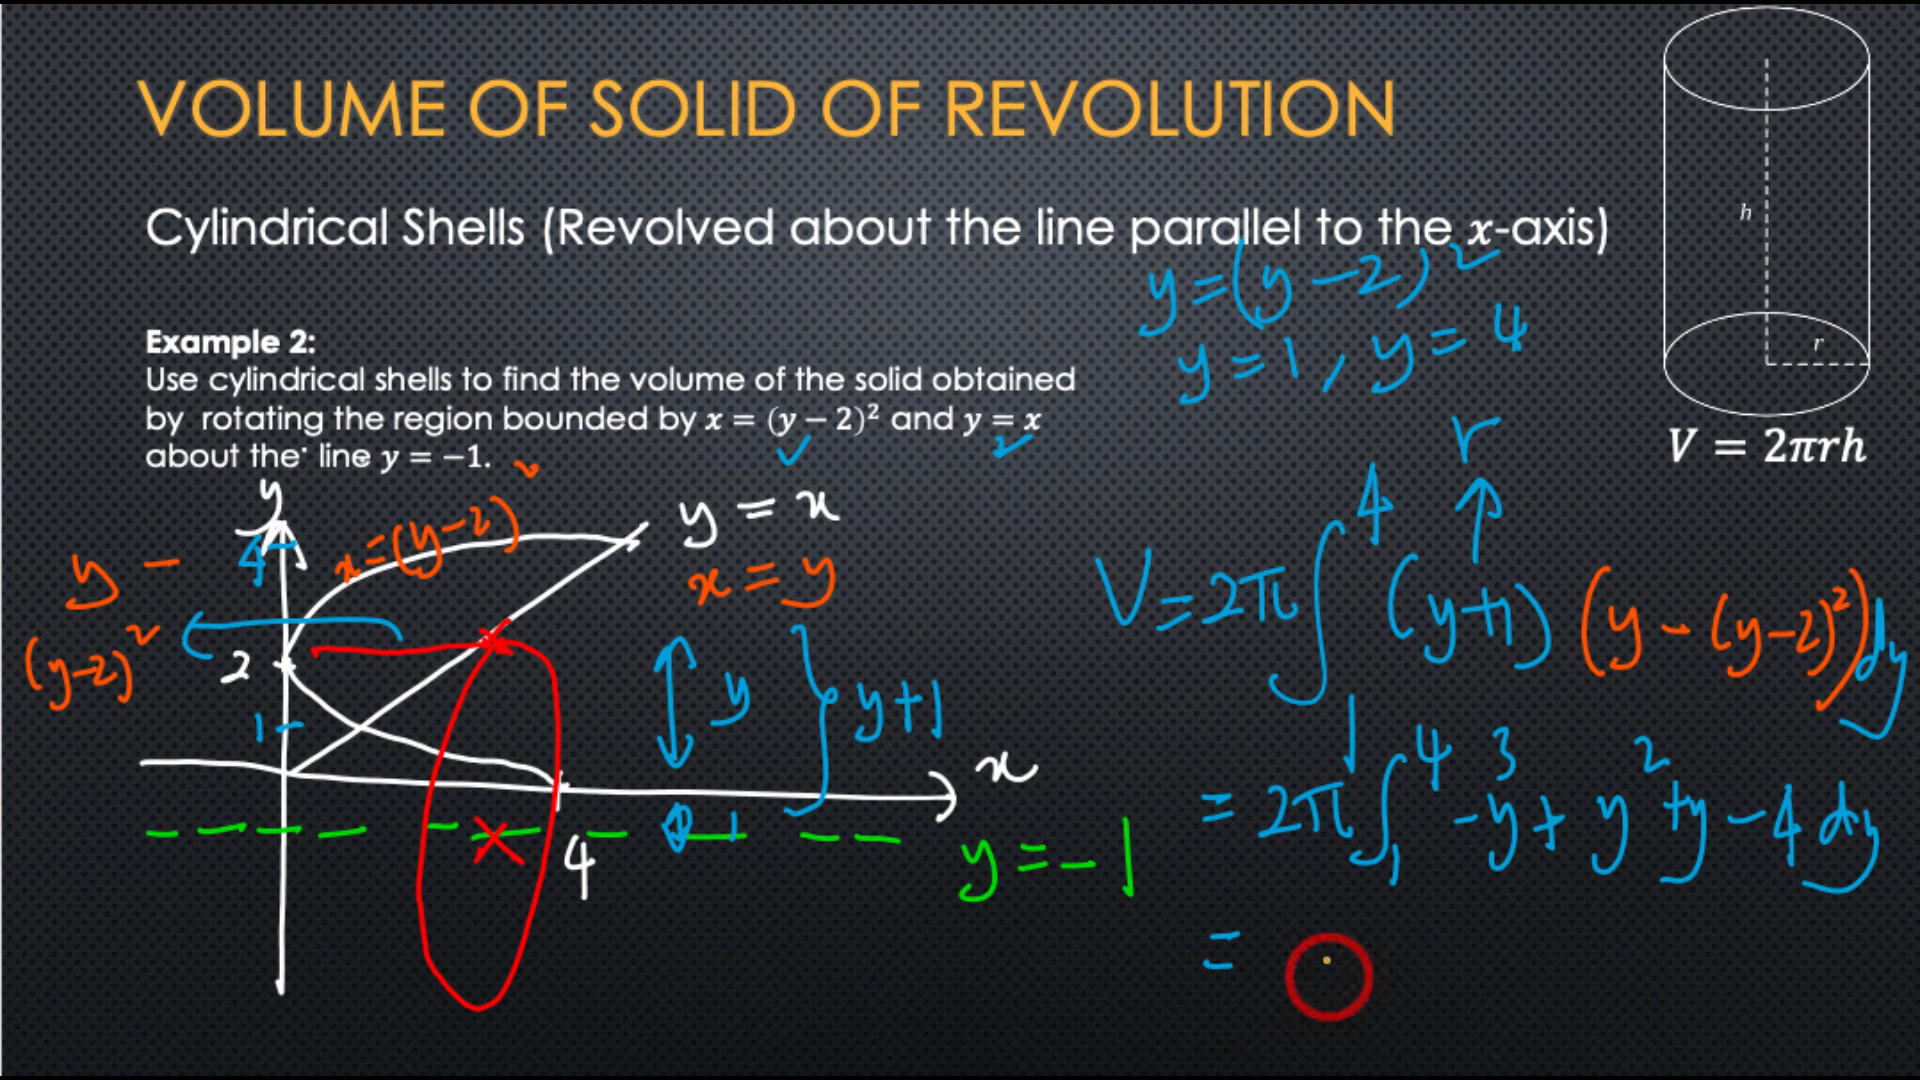 VOLUME OF SOLID OF REVOLUTION
Cylindrical Shells (Revolved about the line parallel to the x-axis)
Example 2:
Use cylindrical shells to find the volume of the solid obtained
by rotating the region bounded by x = (y − 2)² and y = x
about the line y = −1.
h
r
V = 2πrh
y = (y − 2)²
y = 1, y = 4
y
y = x
x = (y-2)²
x = y
y −
(y-2)²
4
2
1
y
y+1
1
x
4
y = -1
r
V = 2π ∫₁⁴ (y+1) (y - (y-2)²) dy
= 2π ∫₁⁴ -y³ + y² + y - 4 dy
=